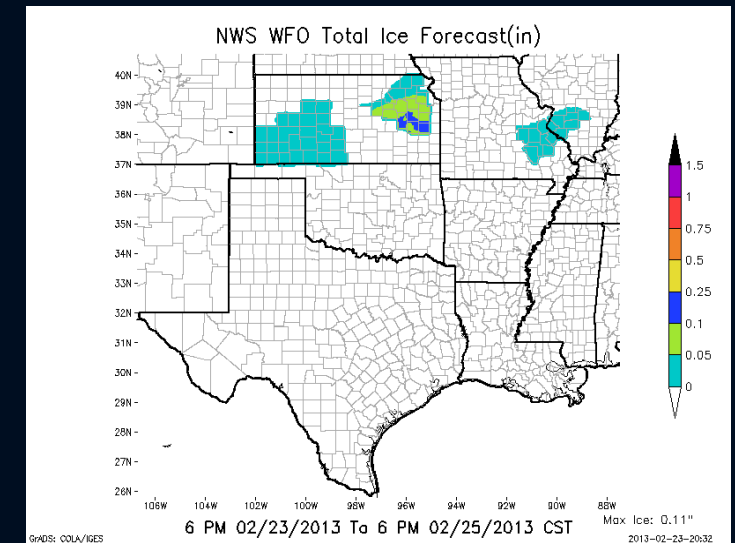 NWS WFO Total Ice Forecast(in)
40N
39N
38N
37N
36N
35N
34N
33N
32N
31N
30N
29N
28N
27N
26N
106W 104W 102W 100W 98W 96W 94W 92W 90W 88W
1.5
1
0.75
0.5
0.25
0.1
0.05
0
6 PM 02/23/2013 Ta 6 PM 02/25/2013 CST
Max Ice: 0.11"
GrADS: COLA/IGES
2013-02-23-20:32